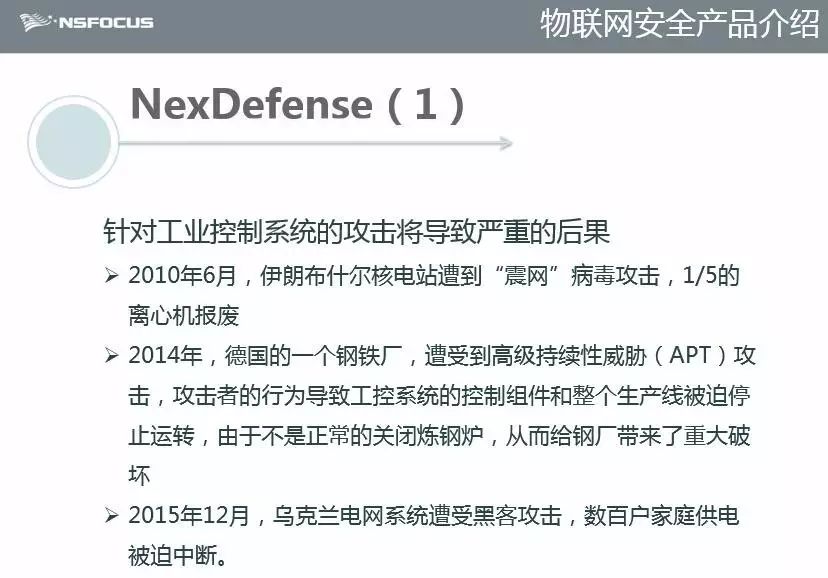 NSFOCUS
物联网安全产品介绍
NexDefense（1）
针对工业控制系统的攻击将导致严重的后果
➢ 2010年6月，伊朗布什尔核电站遭到“震网”病毒攻击，1/5的
离心机报废
➢ 2014年，德国的一个钢铁厂，遭受到高级持续性威胁（APT）攻
击，攻击者的行为导致工控系统的控制组件和整个生产线被迫停
止运转，由于不是正常的关闭炼钢炉，从而给钢厂带来了重大破
坏
➢ 2015年12月，乌克兰电网系统遭受黑客攻击，数百户家庭供电
被迫中断。